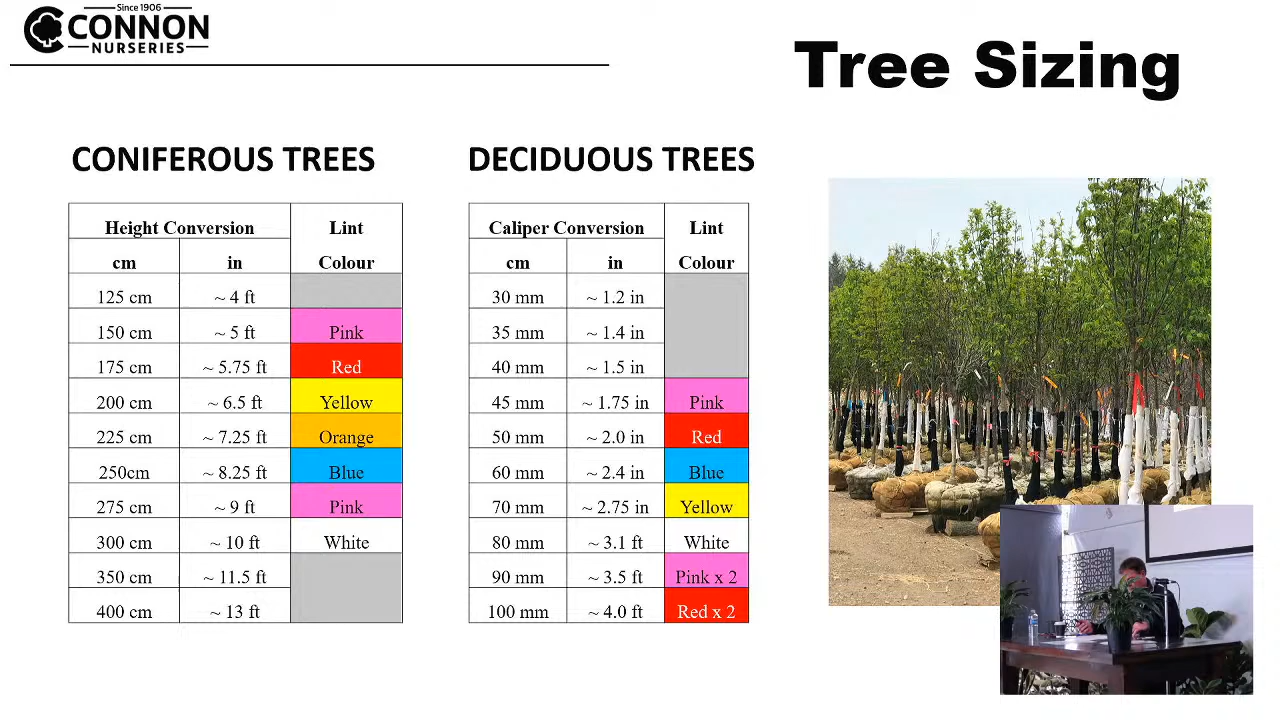 Since 1906
CONNON
NURSERIES
Tree Sizing
CONIFEROUS TREES
Height Conversion Lint Colour
cm in
125 cm ~ 4 ft
150 cm ~ 5 ft Pink
175 cm ~ 5.75 ft Red
200 cm ~ 6.5 ft Yellow
225 cm ~ 7.25 ft Orange
250cm ~ 8.25 ft Blue
275 cm ~ 9 ft Pink
300 cm ~ 10 ft White
350 cm ~ 11.5 ft
400 cm ~ 13 ft
DECIDUOUS TREES
Caliper Conversion Lint Colour
cm in
30 mm ~ 1.2 in
35 mm ~ 1.4 in
40 mm ~ 1.5 in
45 mm ~ 1.75 in Pink
50 mm ~ 2.0 in Red
60 mm ~ 2.4 in Blue
70 mm ~ 2.75 in Yellow
80 mm ~ 3.1 in White
90 mm ~ 3.5 ft Pink x 2
100 mm ~ 4.0 ft Red x 2